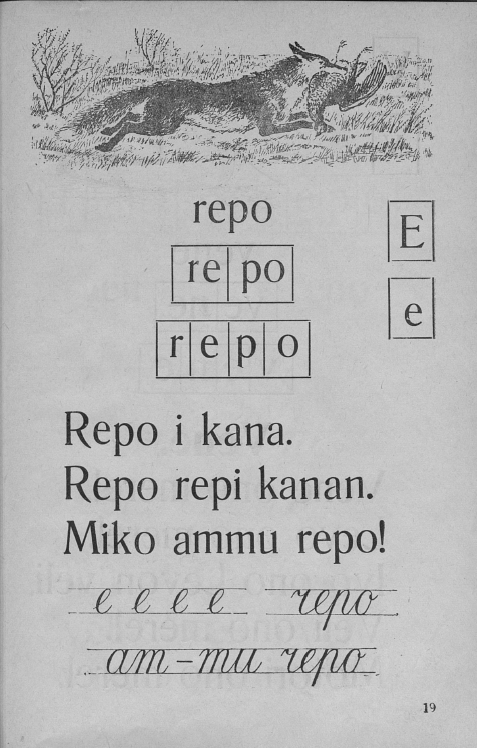 repo
re po
r e p o
E
e
Repo i kana.
Repo repi kanan.
Miko ammu repo!
e e e e repo
am-mu repo
19